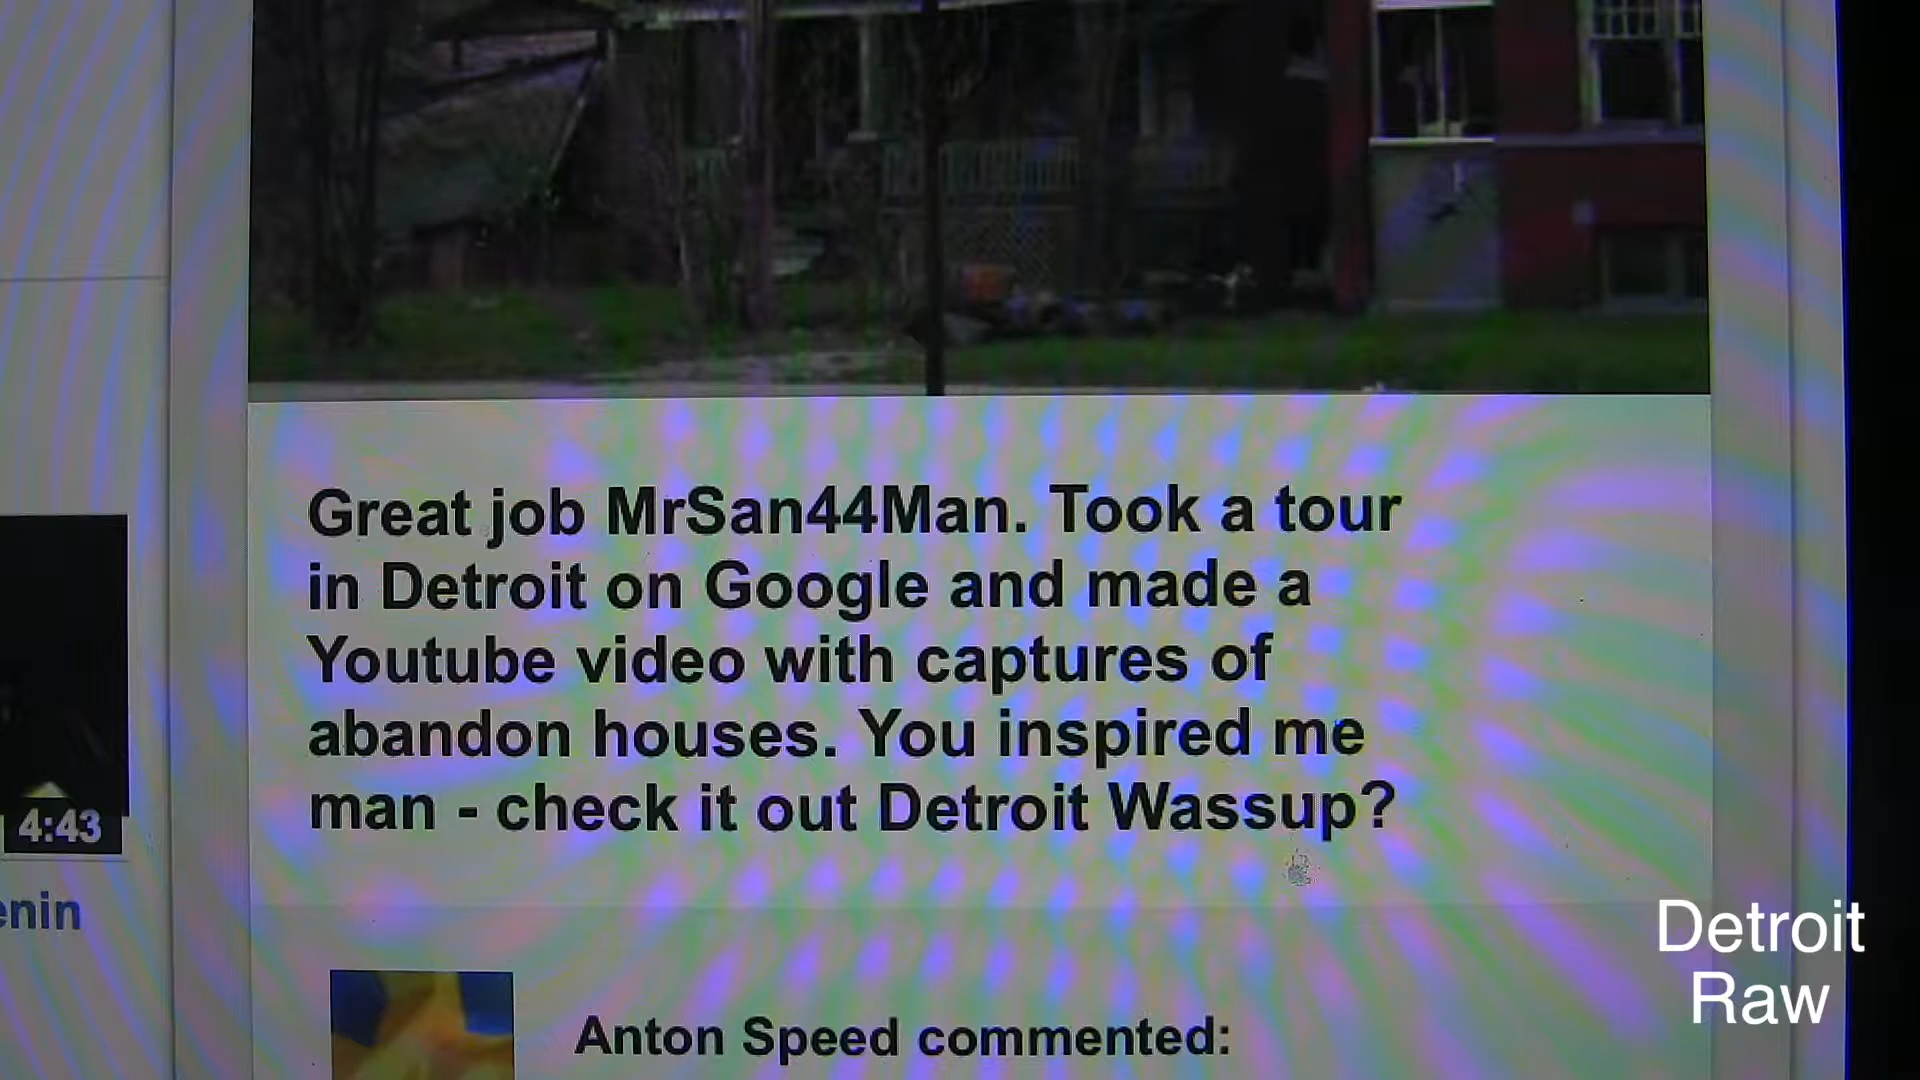 Great job MrSan44Man. Took a tour
in Detroit on Google and made a
Youtube video with captures of
abandon houses. You inspired me
man - check it out Detroit Wassup?
4:43
enin
Anton Speed commented:
Detroit
Raw